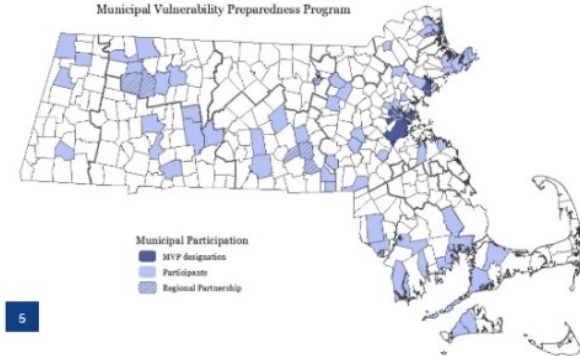 Municipal Vulnerability Preparedness Program
Municipal Participation
MVP designation
Participants
Regional Partnership
5